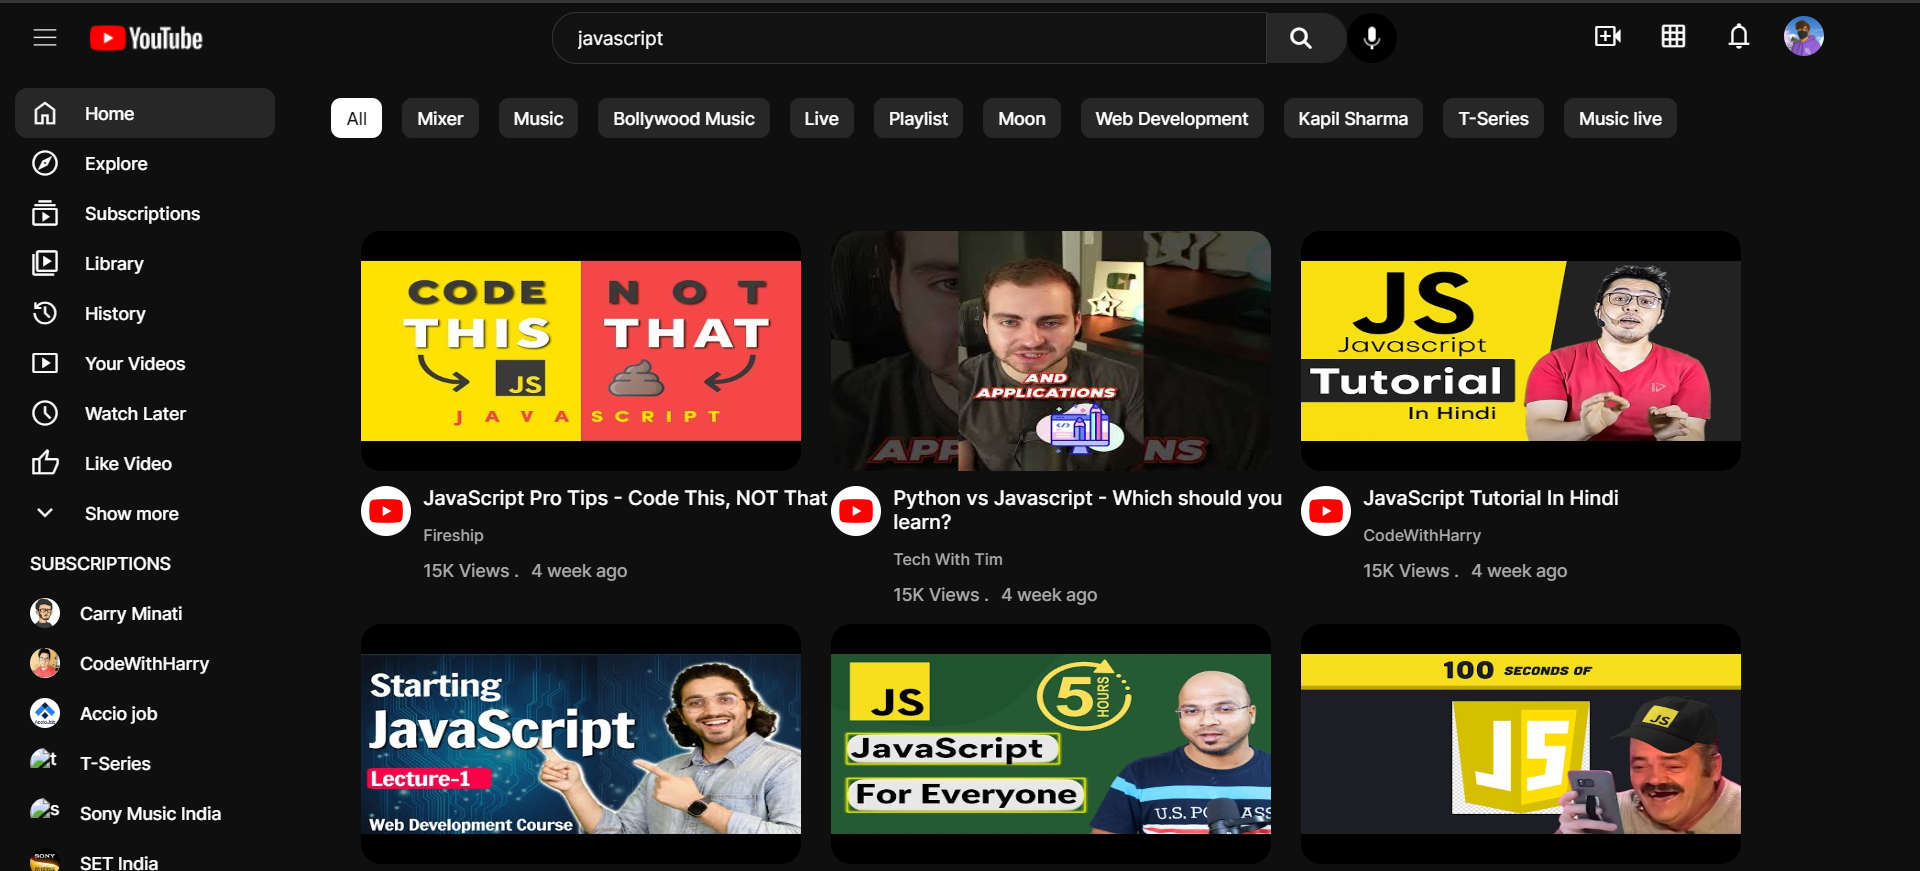 YouTube
javascript
Home
Explore
Subscriptions
Library
History
Your Videos
Watch Later
Like Video
Show more
SUBSCRIPTIONS
Carry Minati
CodeWithHarry
Accio job
T-Series
Sony Music India
SET India
All
Mixer
Music
Bollywood Music
Live
Playlist
Moon
Web Development
Kapil Sharma
T-Series
Music live
CODE
THIS
JS
NOT
THAT
JAVASCRIPT
JavaScript Pro Tips - Code This, NOT That
Fireship
15K Views . 4 week ago
AND
APPLICATIONS
Python vs Javascript - Which should you
learn?
Tech With Tim
15K Views . 4 week ago
JS
Javascript
Tutorial
In Hindi
JavaScript Tutorial In Hindi
CodeWithHarry
15K Views . 4 week ago
Starting
JavaScript
Lecture-1
Web Development Course
JS
5
HOURS
JavaScript
For Everyone
100 SECONDS OF
JS
JS